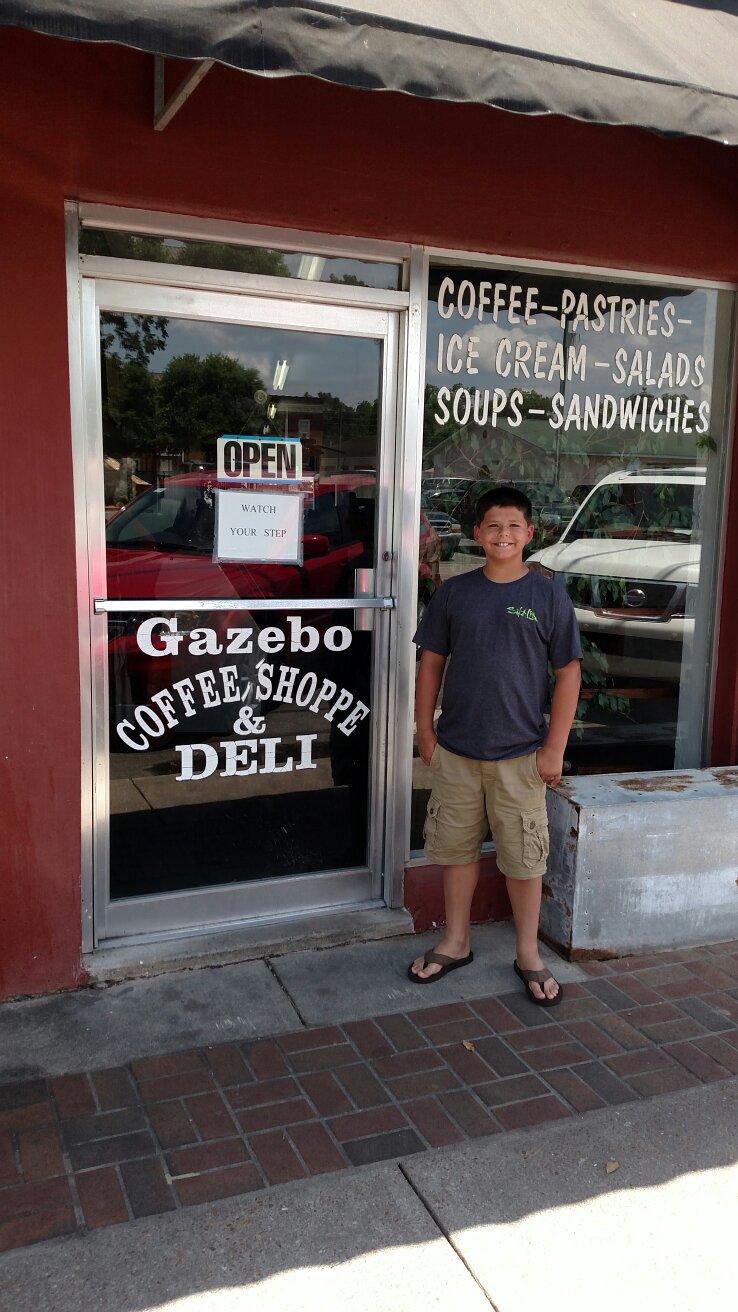 COFFEE-PASTRIES-
ICE CREAM-SALADS
SOUPS-SANDWICHES
OPEN
WATCH
YOUR STEP
Gazebo
COFFEE SHOPPE
&
DELI